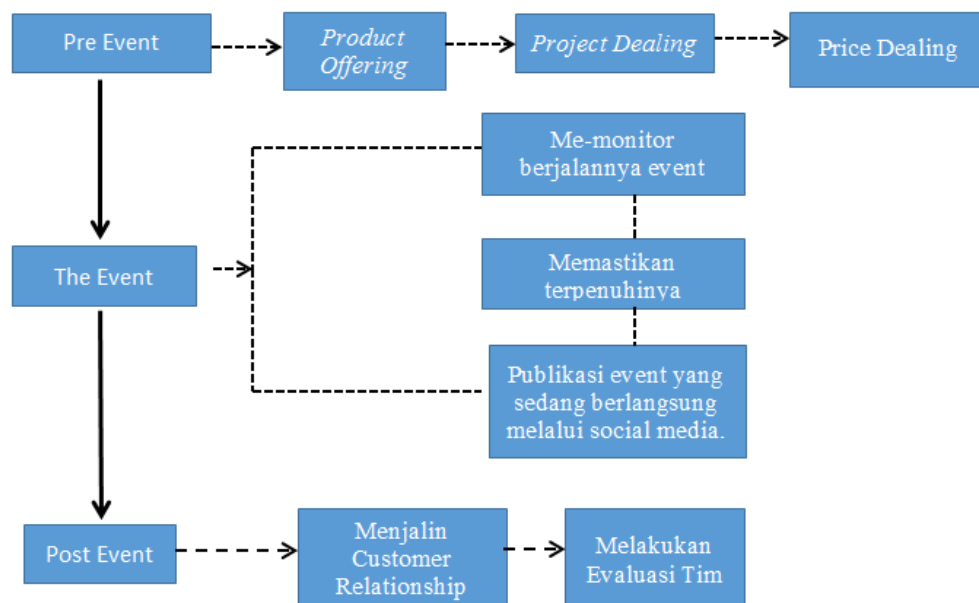 Pre Event
Product
Offering
Project Dealing
Price Dealing
Me-monitor
berjalannya event
The Event
Memastikan
terpenuhinya
Publikasi event yang
sedang berlangsung
melalui social media.
Post Event
Menjalin
Customer
Relationship
Melakukan
Evaluasi Tim